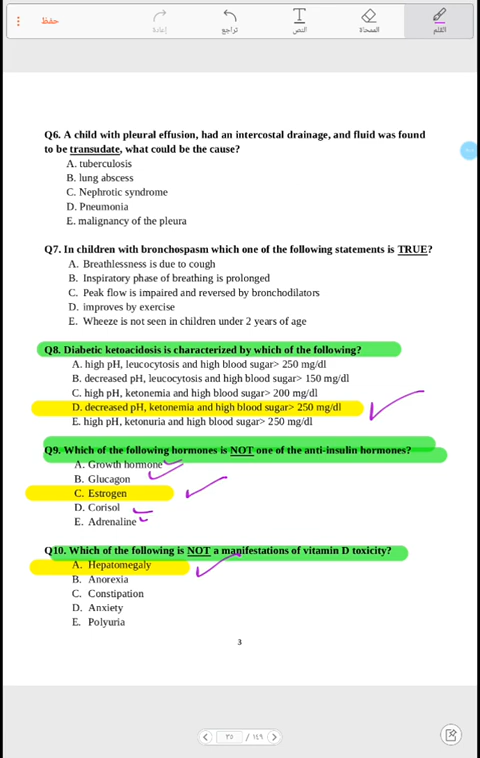 حفظ
إعادة
تراجع
النص
الممحاة
القلم
Q6. A child with pleural effusion, had an intercostal drainage, and fluid was found
to be transudate, what could be the cause?
A. tuberculosis
B. lung abscess
C. Nephrotic syndrome
D. Pneumonia
E. malignancy of the pleura
Q7. In children with bronchospasm which one of the following statements is TRUE?
A. Breathlessness is due to cough
B. Inspiratory phase of breathing is prolonged
C. Peak flow is impaired and reversed by bronchodilators
D. improves by exercise
E. Wheeze is not seen in children under 2 years of age
Q8. Diabetic ketoacidosis is characterized by which of the following?
A. high pH, leucocytosis and high blood sugar> 250 mg/dl
B. decreased pH, leucocytosis and high blood sugar> 150 mg/dl
C. high pH, ketonemia and high blood sugar> 200 mg/dl
D. decreased pH, ketonemia and high blood sugar> 250 mg/dl
E. high pH, ketonuria and high blood sugar> 250 mg/dl
Q9. Which of the following hormones is NOT one of the anti-insulin hormones?
A. Growth hormone
B. Glucagon
C. Estrogen
D. Corisol
E. Adrenaline
Q10. Which of the following is NOT a manifestations of vitamin D toxicity?
A. Hepatomegaly
B. Anorexia
C. Constipation
D. Anxiety
E. Polyuria
3
٣٥ / ١٤٩